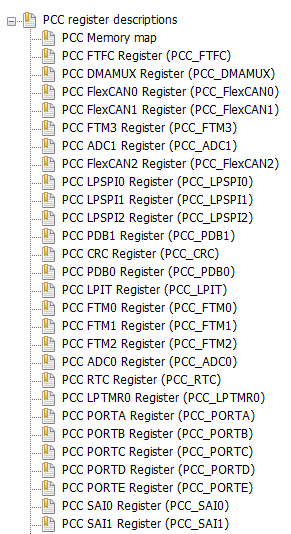 PCC register descriptions
PCC Memory map
PCC FTFC Register (PCC_FTFC)
PCC DMAMUX Register (PCC_DMAMUX)
PCC FlexCAN0 Register (PCC_FlexCAN0)
PCC FlexCAN1 Register (PCC_FlexCAN1)
PCC FTM3 Register (PCC_FTM3)
PCC ADC1 Register (PCC_ADC1)
PCC FlexCAN2 Register (PCC_FlexCAN2)
PCC LPSPI0 Register (PCC_LPSPI0)
PCC LPSPI1 Register (PCC_LPSPI1)
PCC LPSPI2 Register (PCC_LPSPI2)
PCC PDB1 Register (PCC_PDB1)
PCC CRC Register (PCC_CRC)
PCC PDB0 Register (PCC_PDB0)
PCC LPIT Register (PCC_LPIT)
PCC FTM0 Register (PCC_FTM0)
PCC FTM1 Register (PCC_FTM1)
PCC FTM2 Register (PCC_FTM2)
PCC ADC0 Register (PCC_ADC0)
PCC RTC Register (PCC_RTC)
PCC LPTMR0 Register (PCC_LPTMR0)
PCC PORTA Register (PCC_PORTA)
PCC PORTB Register (PCC_PORTB)
PCC PORTC Register (PCC_PORTC)
PCC PORTD Register (PCC_PORTD)
PCC PORTE Register (PCC_PORTE)
PCC SAI0 Register (PCC_SAI0)
PCC SAI1 Register (PCC_SAI1)